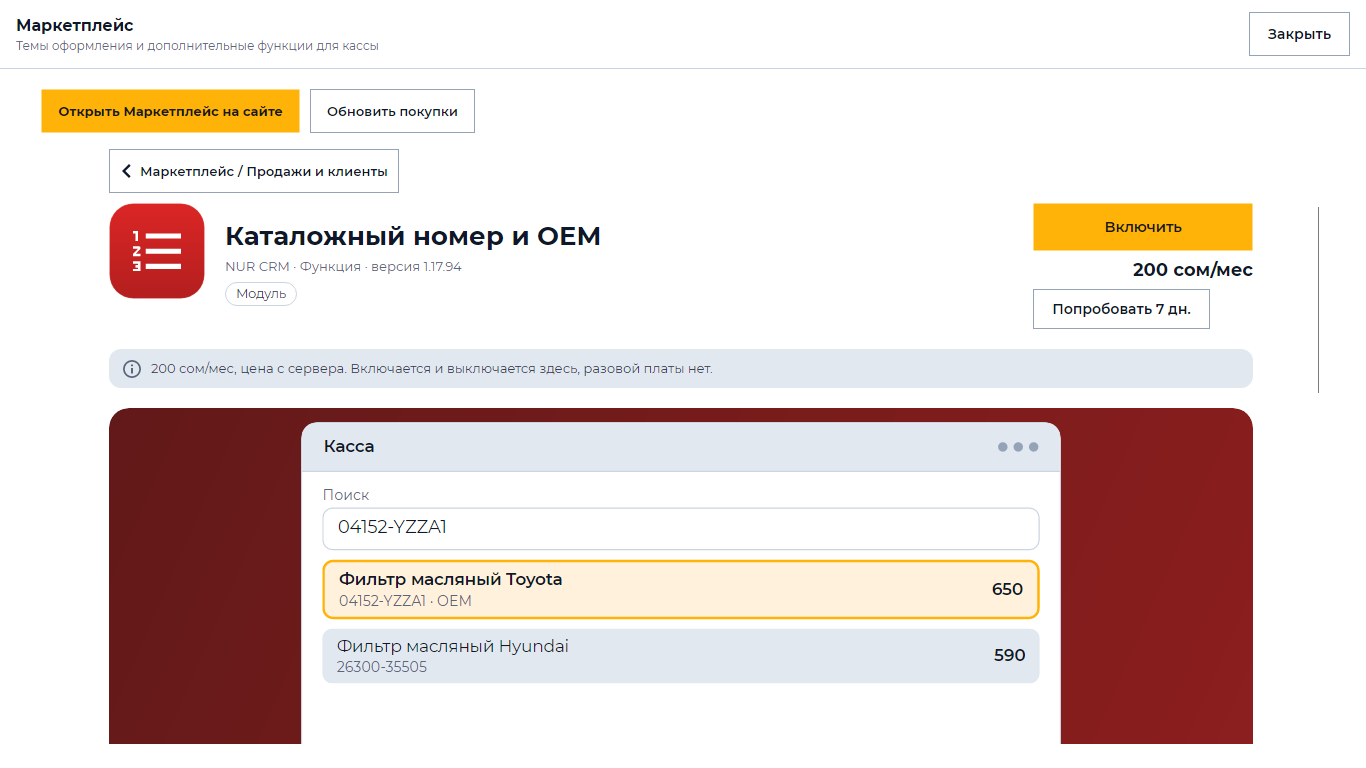 Маркетплейс
Темы оформления и дополнительные функции для кассы
Закрыть
Открыть Маркетплейс на сайте
Обновить покупки
Маркетплейс / Продажи и клиенты
1
2
3
Каталожный номер и OEM
NUR CRM · Функция · версия 1.17.94
Модуль
Включить
200 сом/мес
Попробовать 7 дн.
200 сом/мес, цена с сервера. Включается и выключается здесь, разовой платы нет.
Касса
Поиск
04152-YZZA1
Фильтр масляный Toyota
04152-YZZA1 · OEM
650
Фильтр масляный Hyundai
26300-35505
590